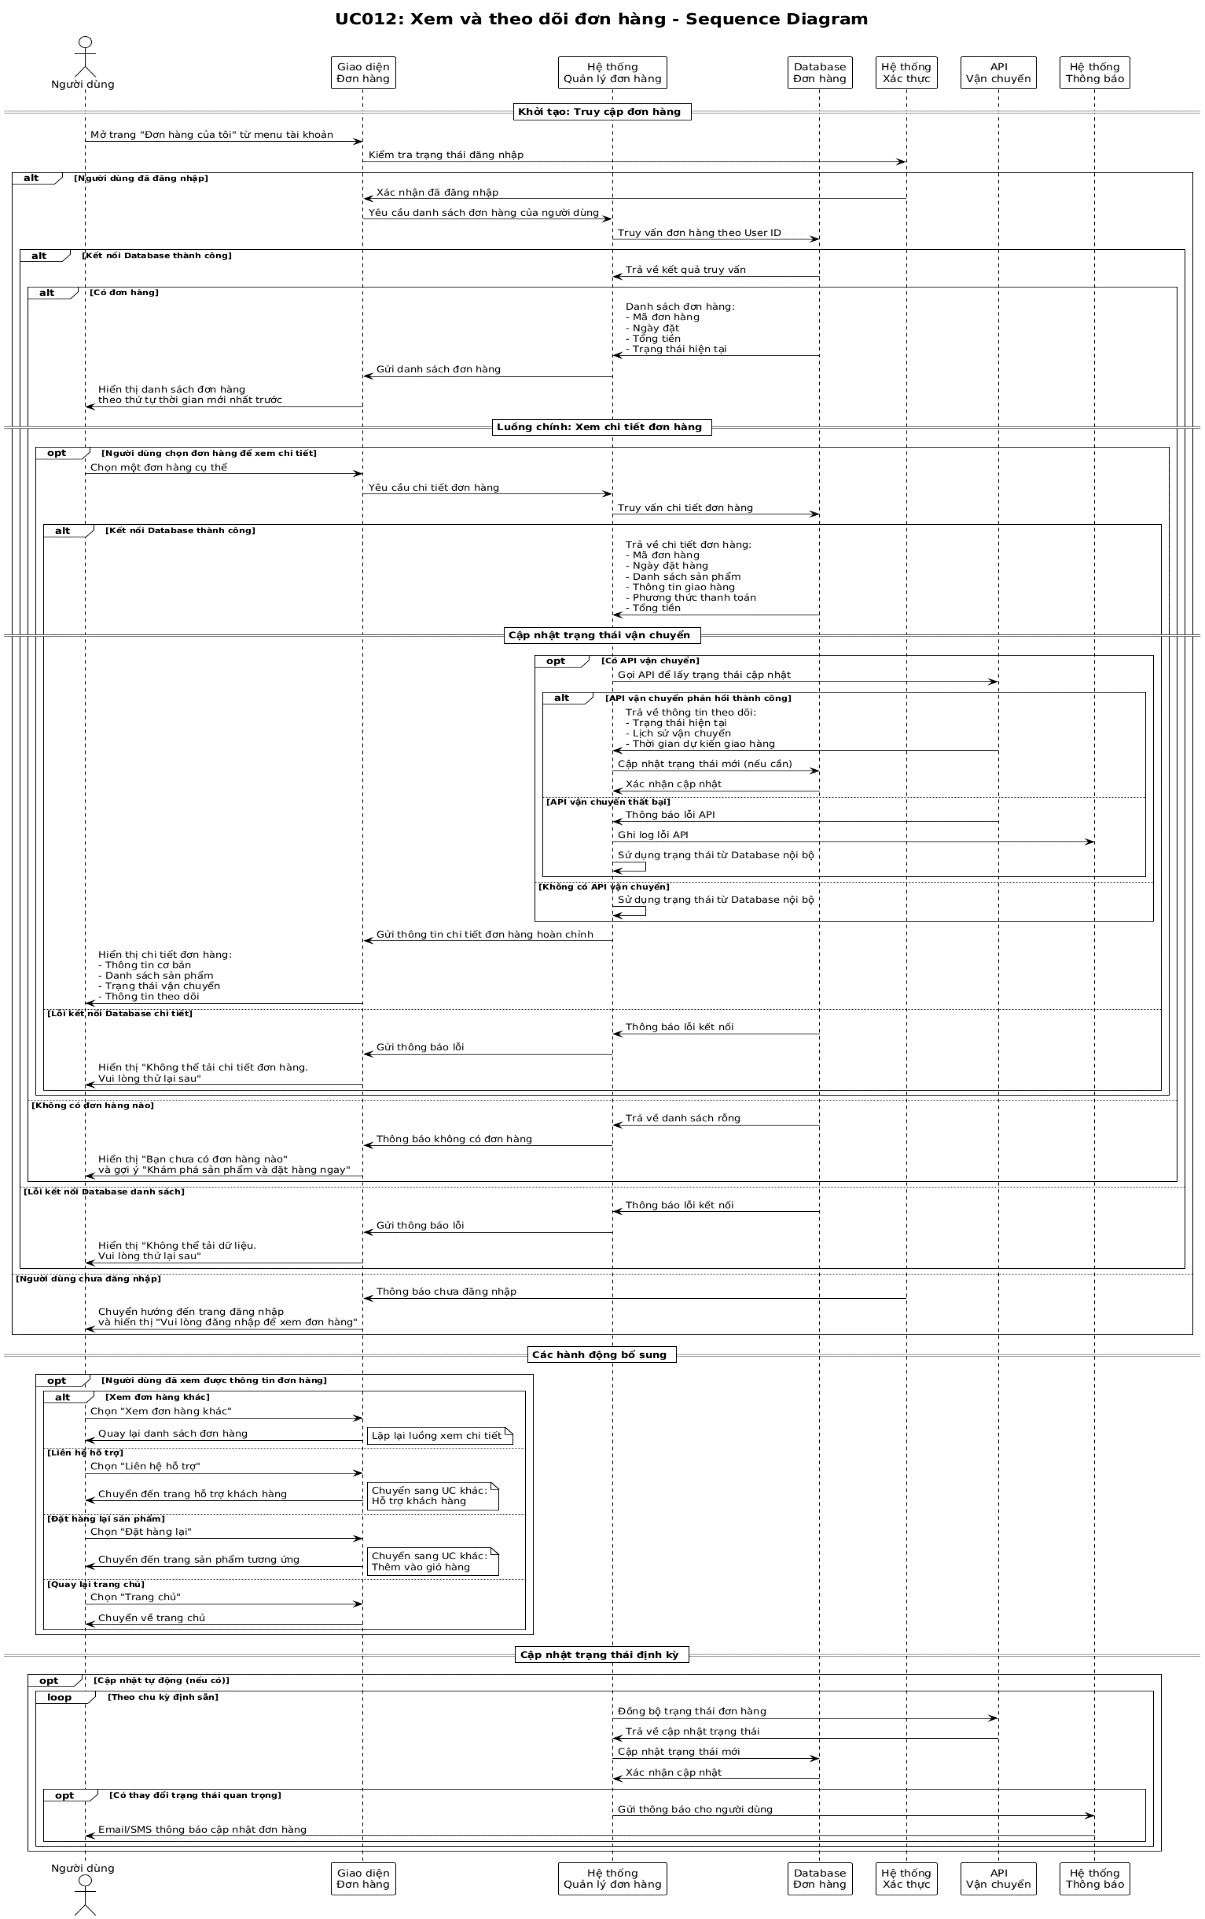 UC012: Xem và theo dõi đơn hàng - Sequence Diagram
Người dùng
Giao diện
Đơn hàng
Hệ thống
Quản lý đơn hàng
Database
Đơn hàng
Hệ thống
Xác thực
API
Vận chuyển
Hệ thống
Thông báo
Khởi tạo: Truy cập đơn hàng
Mở trang "Đơn hàng của tôi" từ menu tài khoản
Kiểm tra trạng thái đăng nhập
alt [Người dùng đã đăng nhập]
Xác nhận đã đăng nhập
Yêu cầu danh sách đơn hàng của người dùng
Truy vấn đơn hàng theo User ID
alt [Kết nối Database thành công]
Trả về kết quả truy vấn
alt [Có đơn hàng]
Danh sách đơn hàng:
- Mã đơn hàng
- Ngày đặt
- Tổng tiền
- Trạng thái hiện tại
Gửi danh sách đơn hàng
Hiển thị danh sách đơn hàng
theo thứ tự thời gian mới nhất trước
Luồng chính: Xem chi tiết đơn hàng
opt [Người dùng chọn đơn hàng để xem chi tiết]
Chọn một đơn hàng cụ thể
Yêu cầu chi tiết đơn hàng
Truy vấn chi tiết đơn hàng
alt [Kết nối Database thành công]
Trả về chi tiết đơn hàng:
- Mã đơn hàng
- Ngày đặt hàng
- Danh sách sản phẩm
- Thông tin giao hàng
- Phương thức thanh toán
- Tổng tiền
Cập nhật trạng thái vận chuyển
opt [Có API vận chuyển]
Gọi API để lấy trạng thái cập nhật
alt [API vận chuyển phản hồi thành công]
Trả về thông tin theo dõi:
- Trạng thái hiện tại
- Lịch sử vận chuyển
- Thời gian dự kiến giao hàng
Cập nhật trạng thái mới (nếu cần)
Xác nhận cập nhật
[API vận chuyển thất bại]
Thông báo lỗi API
Ghi log lỗi API
Sử dụng trạng thái từ Database nội bộ
[Không có API vận chuyển]
Sử dụng trạng thái từ Database nội bộ
Gửi thông tin chi tiết đơn hàng hoàn chỉnh
Hiển thị chi tiết đơn hàng:
- Thông tin cơ bản
- Danh sách sản phẩm
- Trạng thái vận chuyển
- Thông tin theo dõi
[Lỗi kết nối Database chi tiết]
Thông báo lỗi kết nối
Gửi thông báo lỗi
Hiển thị "Không thể tải chi tiết đơn hàng.
Vui lòng thử lại sau"
[Không có đơn hàng nào]
Trả về danh sách rỗng
Thông báo không có đơn hàng
Hiển thị "Bạn chưa có đơn hàng nào"
và gợi ý "Khám phá sản phẩm và đặt hàng ngay"
[Lỗi kết nối Database danh sách]
Thông báo lỗi kết nối
Gửi thông báo lỗi
Hiển thị "Không thể tải dữ liệu.
Vui lòng thử lại sau"
[Người dùng chưa đăng nhập]
Thông báo chưa đăng nhập
Chuyển hướng đến trang đăng nhập
và hiển thị "Vui lòng đăng nhập để xem đơn hàng"
Các hành động bổ sung
opt [Người dùng đã xem được thông tin đơn hàng]
alt [Xem đơn hàng khác]
Chọn "Xem đơn hàng khác"
Quay lại danh sách đơn hàng
Lặp lại luồng xem chi tiết
[Liên hệ hỗ trợ]
Chọn "Liên hệ hỗ trợ"
Chuyển đến trang hỗ trợ khách hàng
Chuyển sang UC khác:
Hỗ trợ khách hàng
[Đặt hàng lại sản phẩm]
Chọn "Đặt hàng lại"
Chuyển đến trang sản phẩm tương ứng
Chuyển sang UC khác:
Thêm vào giỏ hàng
[Quay lại trang chủ]
Chọn "Trang chủ"
Chuyển về trang chủ
Cập nhật trạng thái định kỳ
opt [Cập nhật tự động (nếu có)]
loop [Theo chu kỳ định sẵn]
Đồng bộ trạng thái đơn hàng
Trả về cập nhật trạng thái
Cập nhật trạng thái mới
Xác nhận cập nhật
opt [Có thay đổi trạng thái quan trọng]
Gửi thông báo cho người dùng
Email/SMS thông báo cập nhật đơn hàng
Người dùng
Giao diện
Đơn hàng
Hệ thống
Quản lý đơn hàng
Database
Đơn hàng
Hệ thống
Xác thực
API
Vận chuyển
Hệ thống
Thông báo